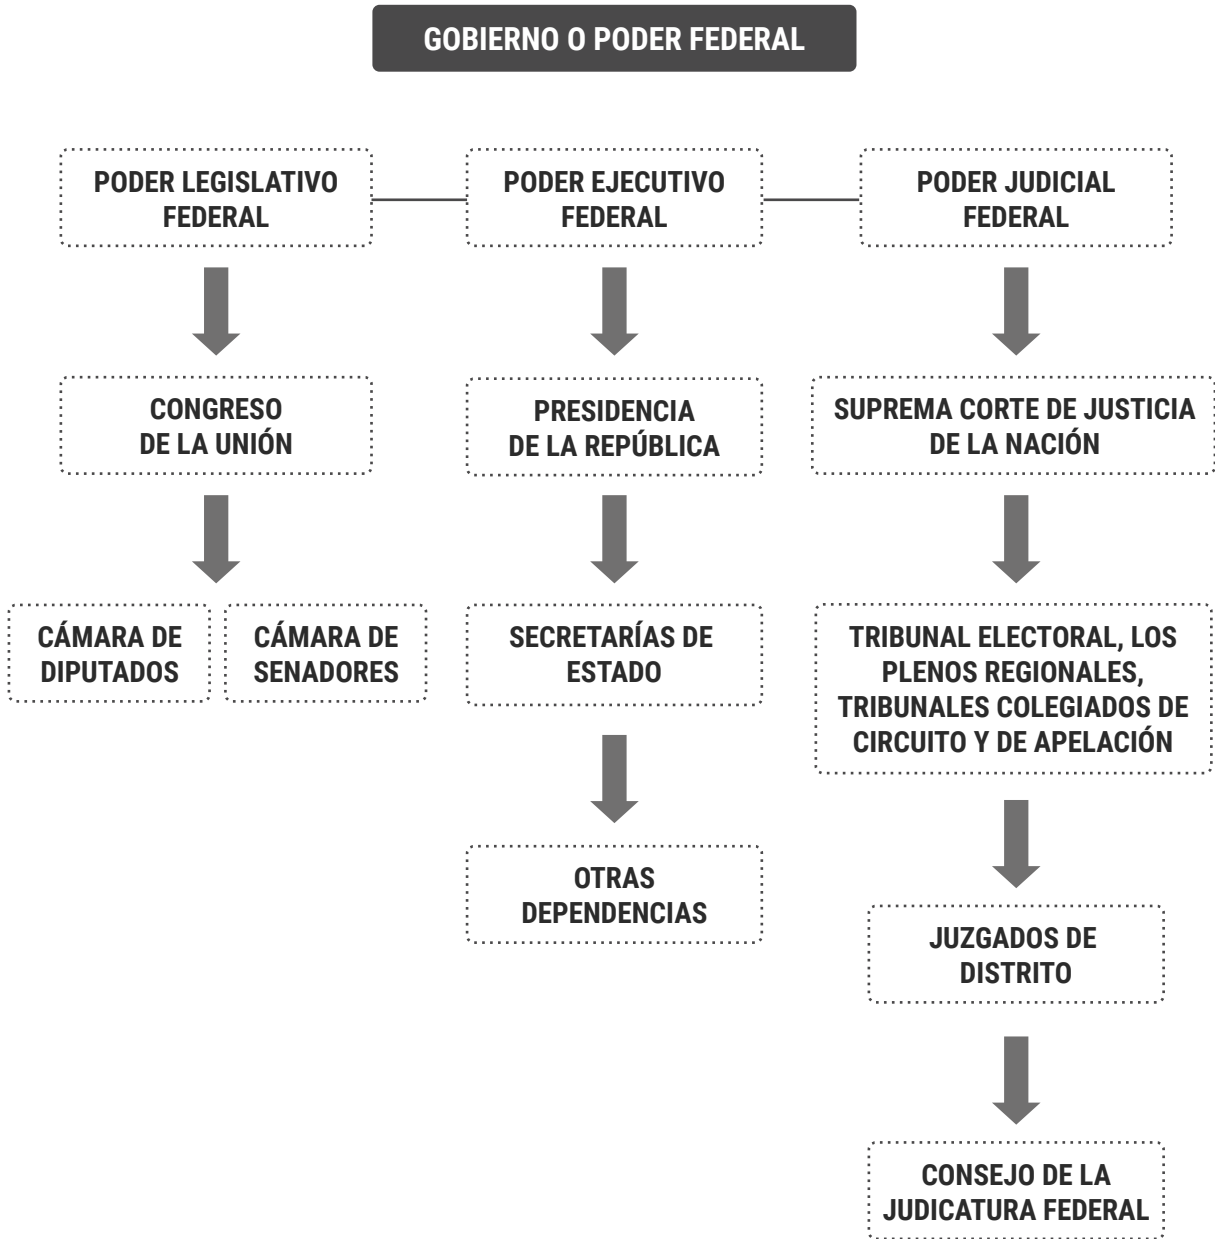 GOBIERNO O PODER FEDERAL
PODER LEGISLATIVO
FEDERAL
PODER EJECUTIVO
FEDERAL
PODER JUDICIAL
FEDERAL
CONGRESO
DE LA UNIÓN
PRESIDENCIA
DE LA REPÚBLICA
SUPREMA CORTE DE JUSTICIA
DE LA NACIÓN
CÁMARA DE
DIPUTADOS
CÁMARA DE
SENADORES
SECRETARÍAS DE
ESTADO
TRIBUNAL ELECTORAL, LOS
PLENOS REGIONALES,
TRIBUNALES COLEGIADOS DE
CIRCUITO Y DE APELACIÓN
OTRAS
DEPENDENCIAS
JUZGADOS DE
DISTRITO
CONSEJO DE LA
JUDICATURA FEDERAL